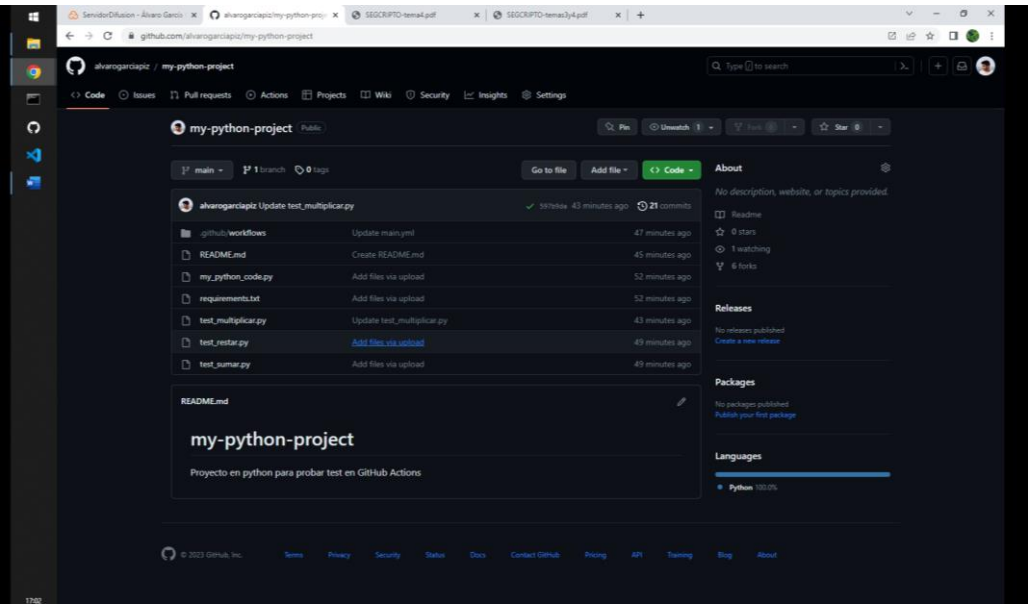 ServidorDifusion - Álvaro García
alvarogarciapiz/my-python-proj
SEGCRIPTO-tema4.pdf
SEGCRIPTO-temas3y4.pdf
github.com/alvarogarciapiz/my-python-project
alvarogarciapiz / my-python-project
Type / to search
Code Issues Pull requests Actions Projects Wiki Security Insights Settings
my-python-project Public
Pin Unwatch 1 Fork 6 Star 0
main 1 branch 0 tags Go to file Add file Code
alvarogarciapiz Update test_multiplicar.py 43 minutes ago 21 commits
.github/workflows Update main.yml 47 minutes ago
README.md Create README.md 45 minutes ago
my_python_code.py Add files via upload 52 minutes ago
requirements.txt Add files via upload 52 minutes ago
test_multiplicar.py Update test_multiplicar.py 43 minutes ago
test_restar.py Add files via upload 49 minutes ago
test_sumar.py Add files via upload 49 minutes ago
README.md
my-python-project
Proyecto en python para probar test en GitHub Actions
About
No description, website, or topics provided.
Readme
0 stars
1 watching
6 forks
Releases
No releases published
Create a new release
Packages
No packages published
Publish your first package
Languages
Python 100.0%
© 2023 GitHub, Inc. Terms Privacy Security Status Docs Contact GitHub Pricing API Training Blog About
17:02